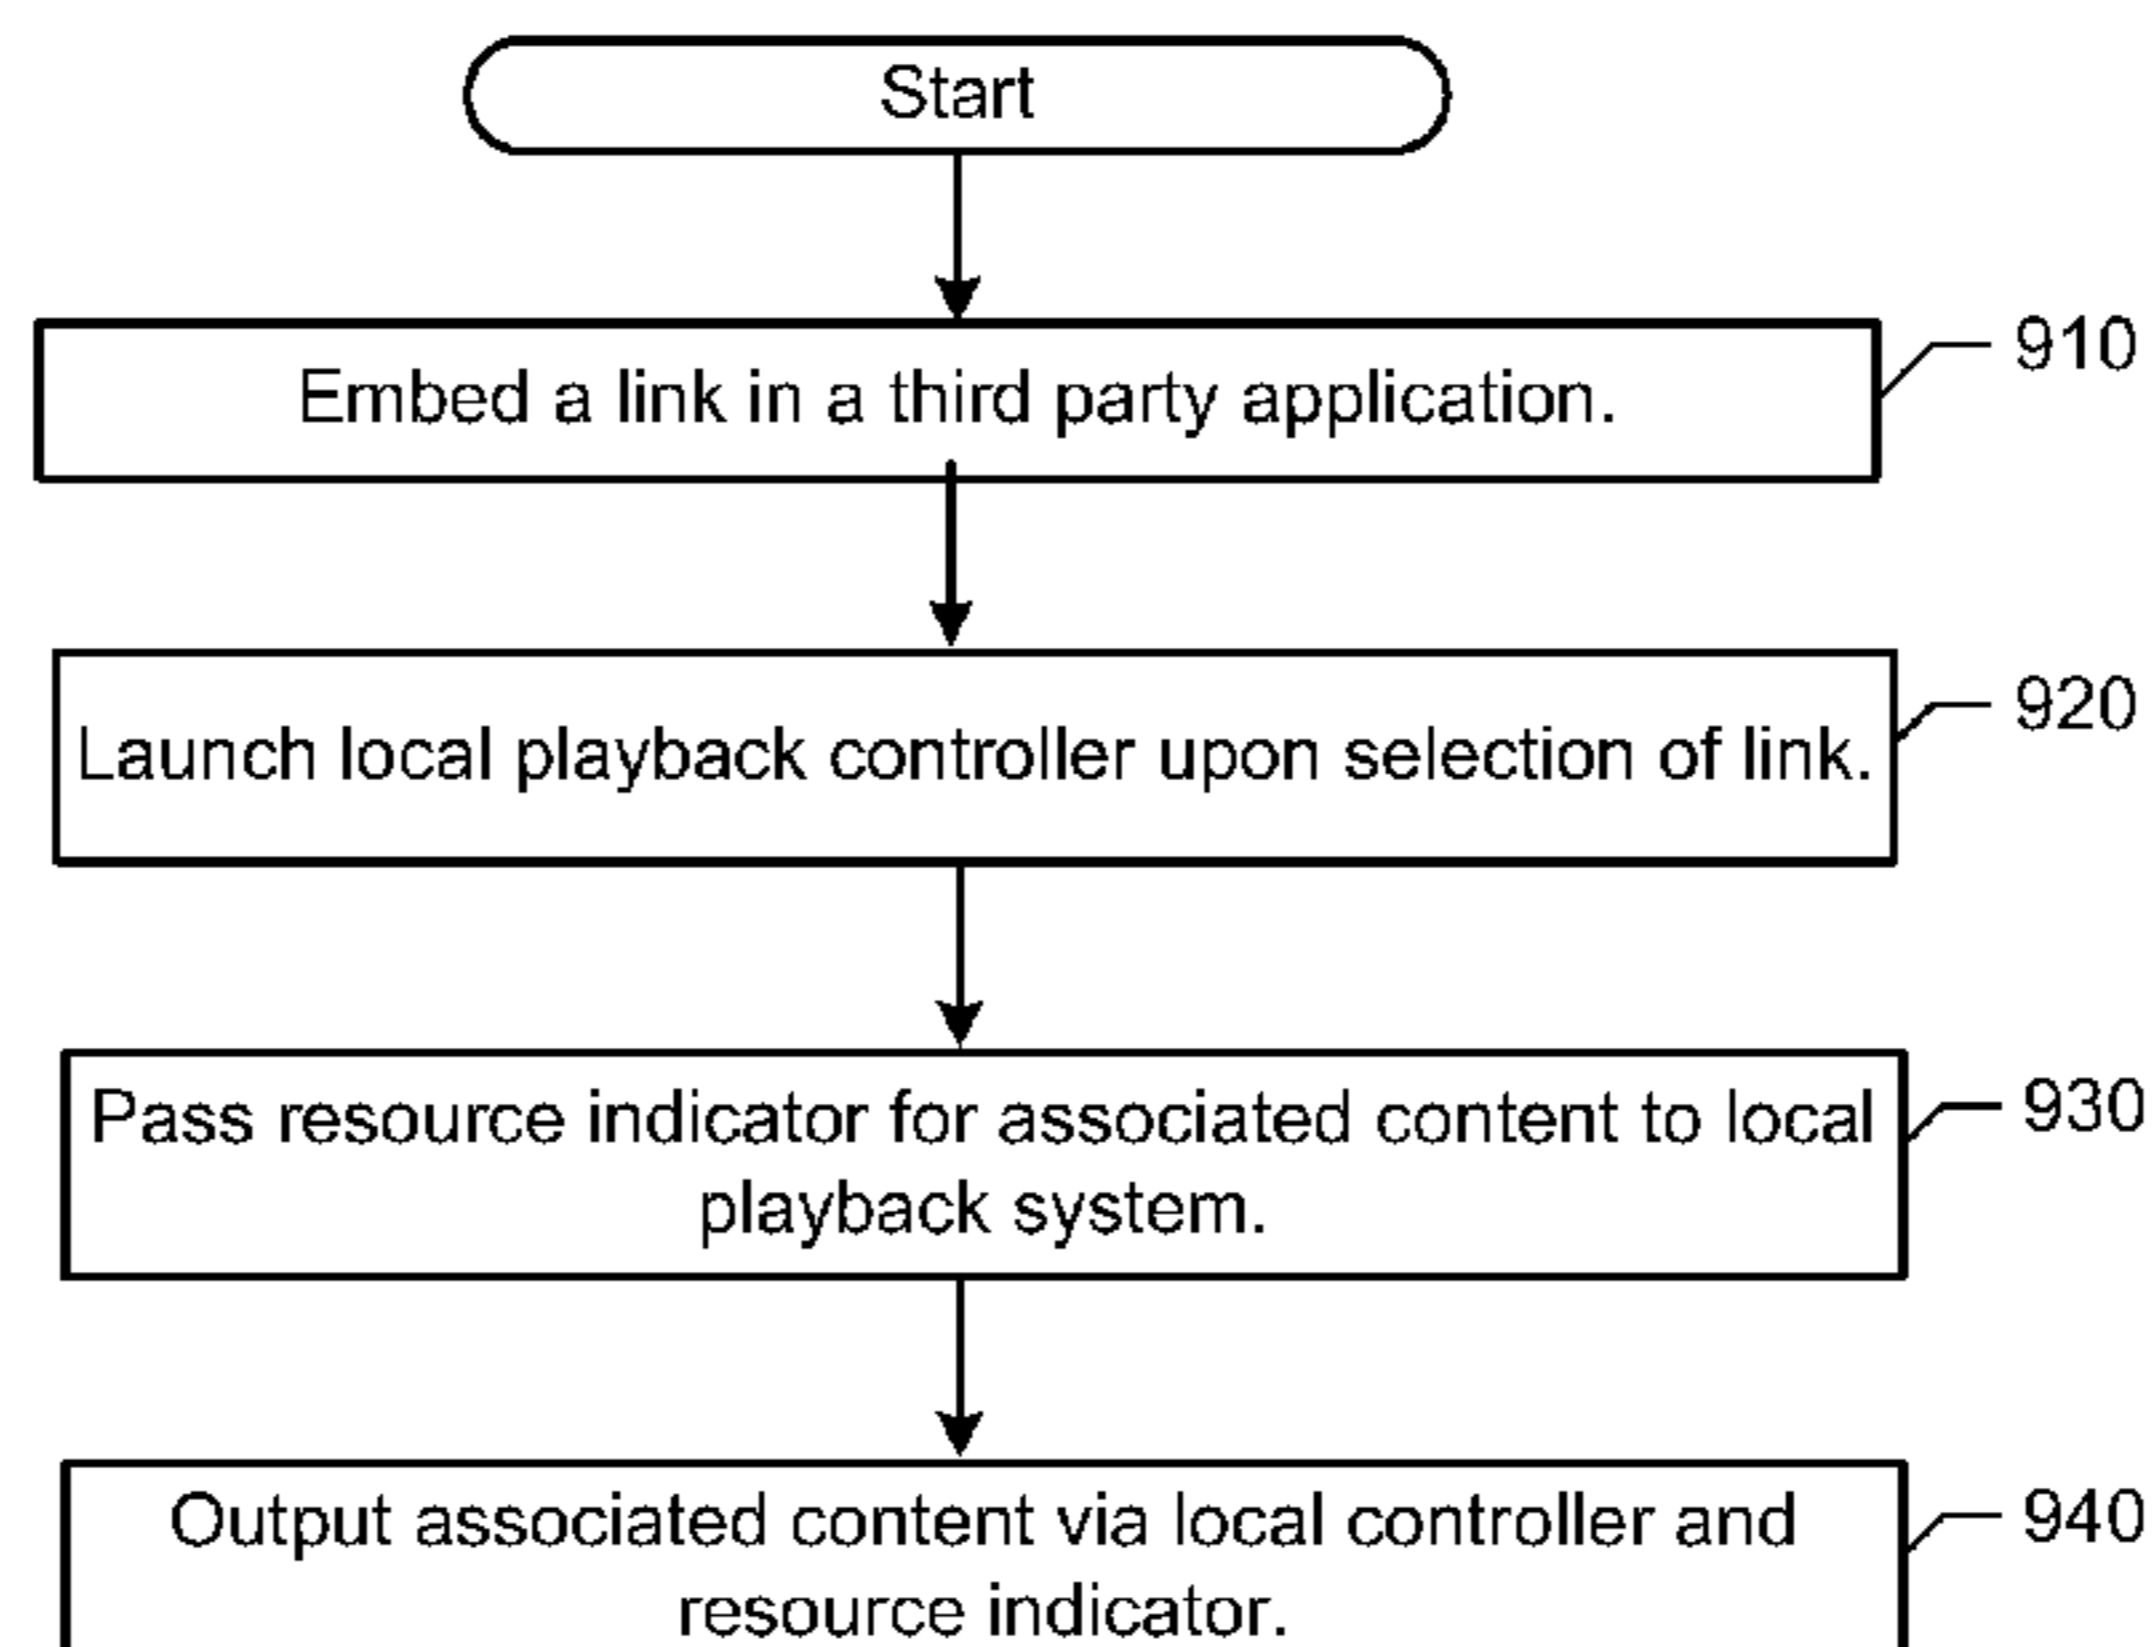 Start
910
Embed a link in a third party application.
920
Launch local playback controller upon selection of link.
930
Pass resource indicator for associated content to local
playback system.
940
Output associated content via local controller and
resource indicator.